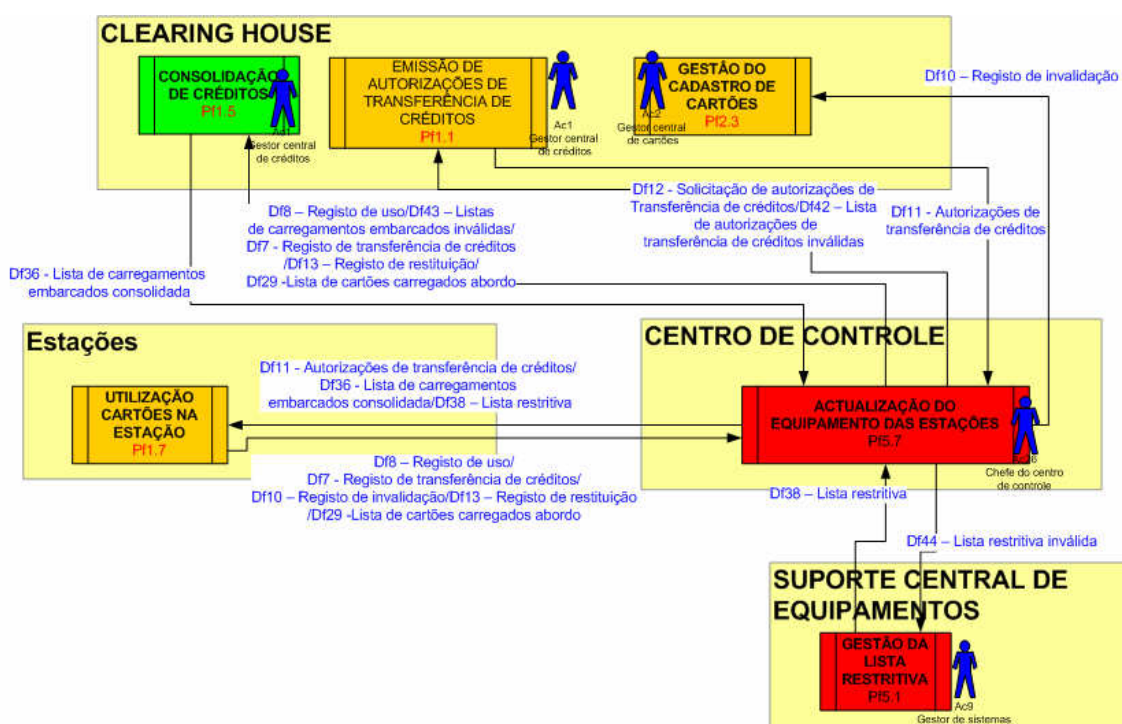 CLEARING HOUSE
CONSOLIDAÇÃO
DE CRÉDITOS
Pf1.5
Ac1
Gestor central
de créditos
EMISSÃO DE
AUTORIZAÇÕES DE
TRANSFERÊNCIA DE
CRÉDITOS
Pf1.1
Ac1
Gestor central
de créditos
GESTÃO DO
CADASTRO DE
CARTÕES
Pf2.3
Ac2
Gestor central
de cartões
Df10 – Registo de invalidação
Df8 – Registo de uso/Df43 – Listas
de carregamentos embarcados inválidas/
Df7 - Registo de transferência de créditos
/Df13 – Registo de restituição/
Df29 -Lista de cartões carregados abordo
Df12 - Solicitação de autorizações de
Transferência de créditos/Df42 – Lista
de autorizações de
transferência de créditos inválidas
Df11 - Autorizações de
transferência de créditos
Df36 - Lista de carregamentos
embarcados consolidada
Estações
UTILIZAÇÃO
CARTÕES NA
ESTAÇÃO
Pf1.7
Df11 - Autorizações de transferência de créditos/
Df36 - Lista de carregamentos
embarcados consolidada/Df38 – Lista restritiva
Df8 – Registo de uso/
Df7 - Registo de transferência de créditos/
Df10 – Registo de invalidação/Df13 – Registo de restituição
/Df29 -Lista de cartões carregados abordo
CENTRO DE CONTROLE
ACTUALIZAÇÃO DO
EQUIPAMENTO DAS ESTAÇÕES
Pf5.7
Chefe do centro
de controle
Df38 – Lista restritiva
Df44 – Lista restritiva inválida
SUPORTE CENTRAL DE
EQUIPAMENTOS
GESTÃO DA
LISTA
RESTRITIVA
Pf5.1
Ac9
Gestor de sistemas